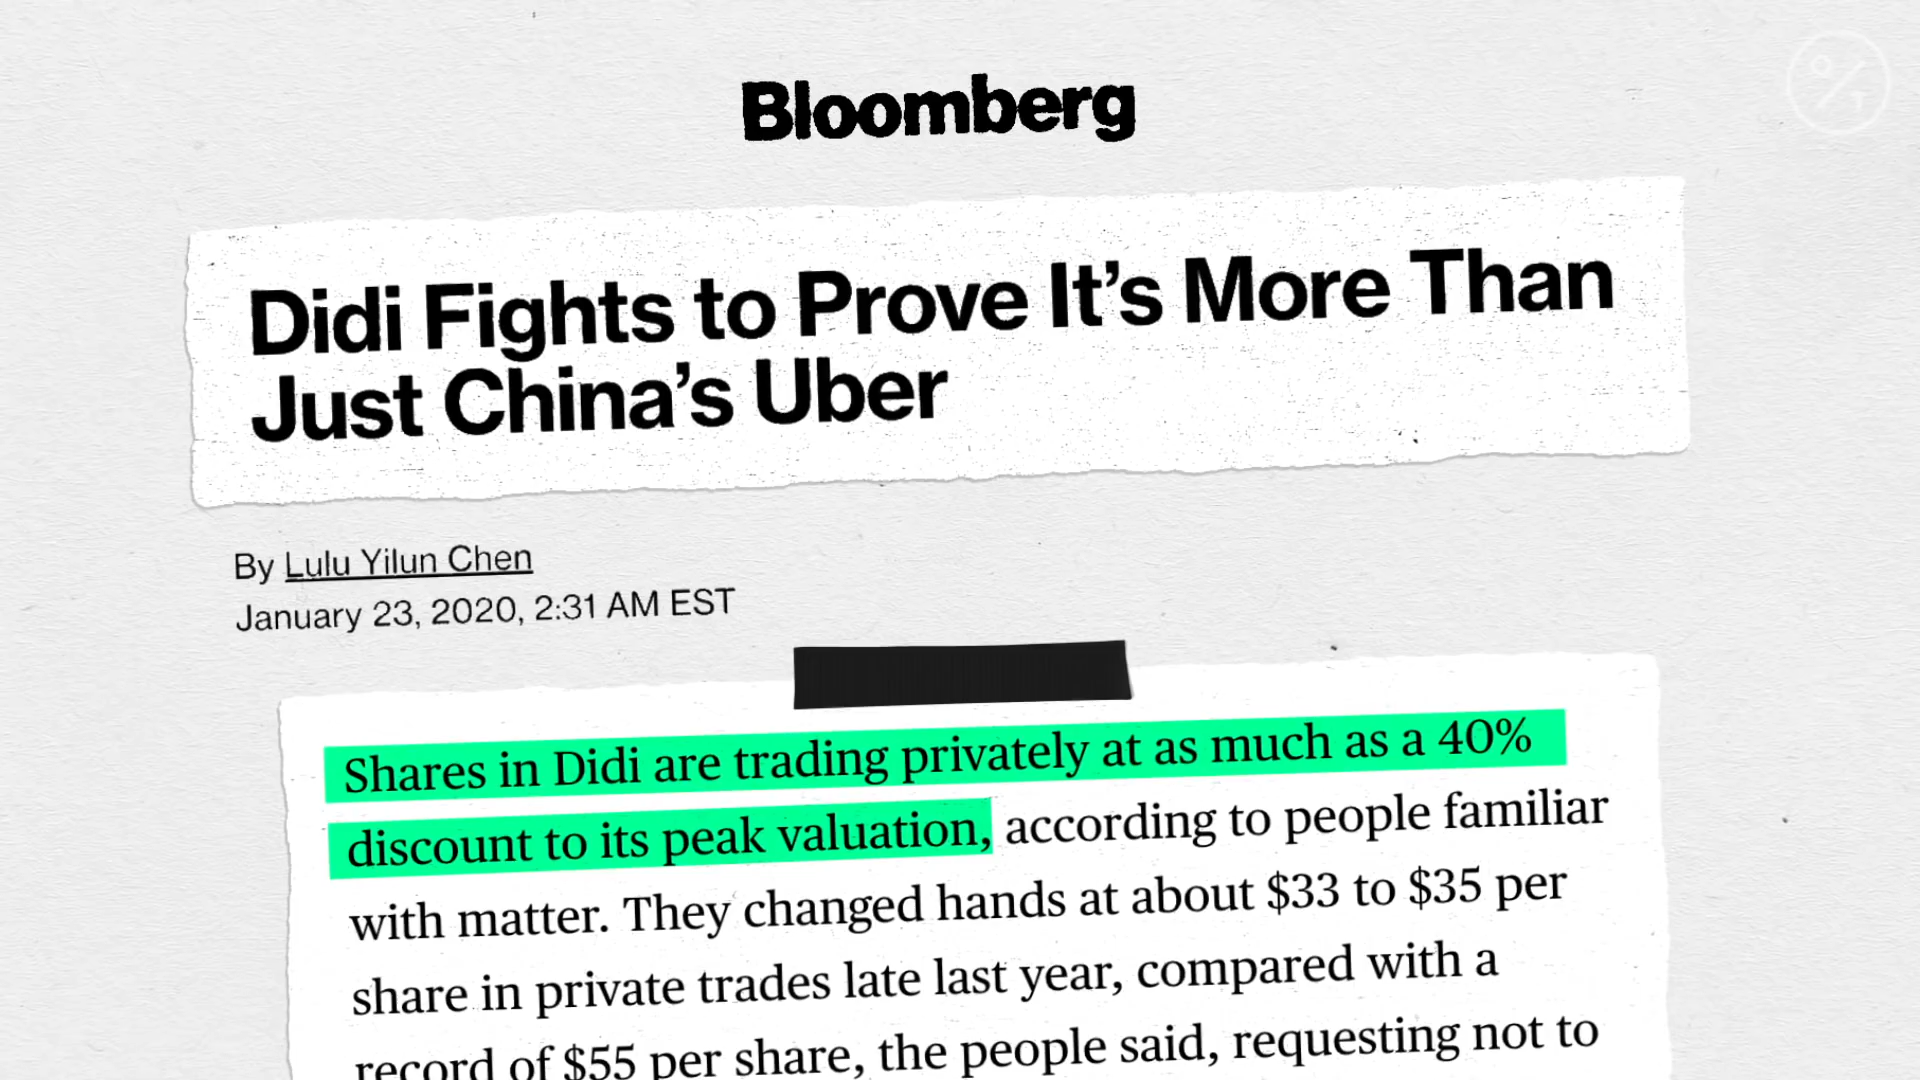 Bloomberg
Didi Fights to Prove It’s More Than
Just China’s Uber
By Lulu Yilun Chen
January 23, 2020, 2:31 AM EST
Shares in Didi are trading privately at as much as a 40%
discount to its peak valuation, according to people familiar
with matter. They changed hands at about $33 to $35 per
share in private trades late last year, compared with a
record of $55 per share, the people said, requesting not to